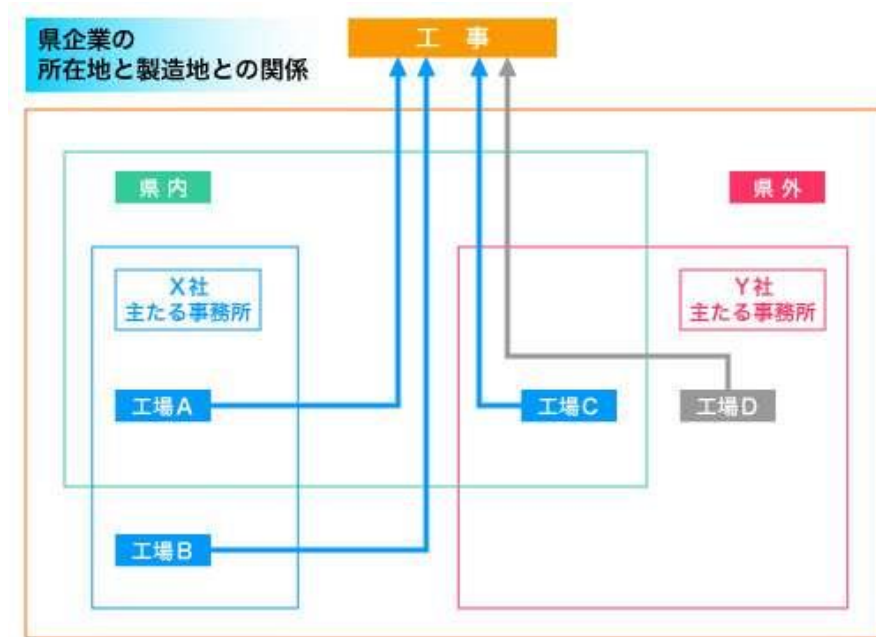 県企業の
所在地と製造地との関係
工事
県内
県外
X社
主たる事務所
Y社
主たる事務所
工場A
工場C
工場D
工場B